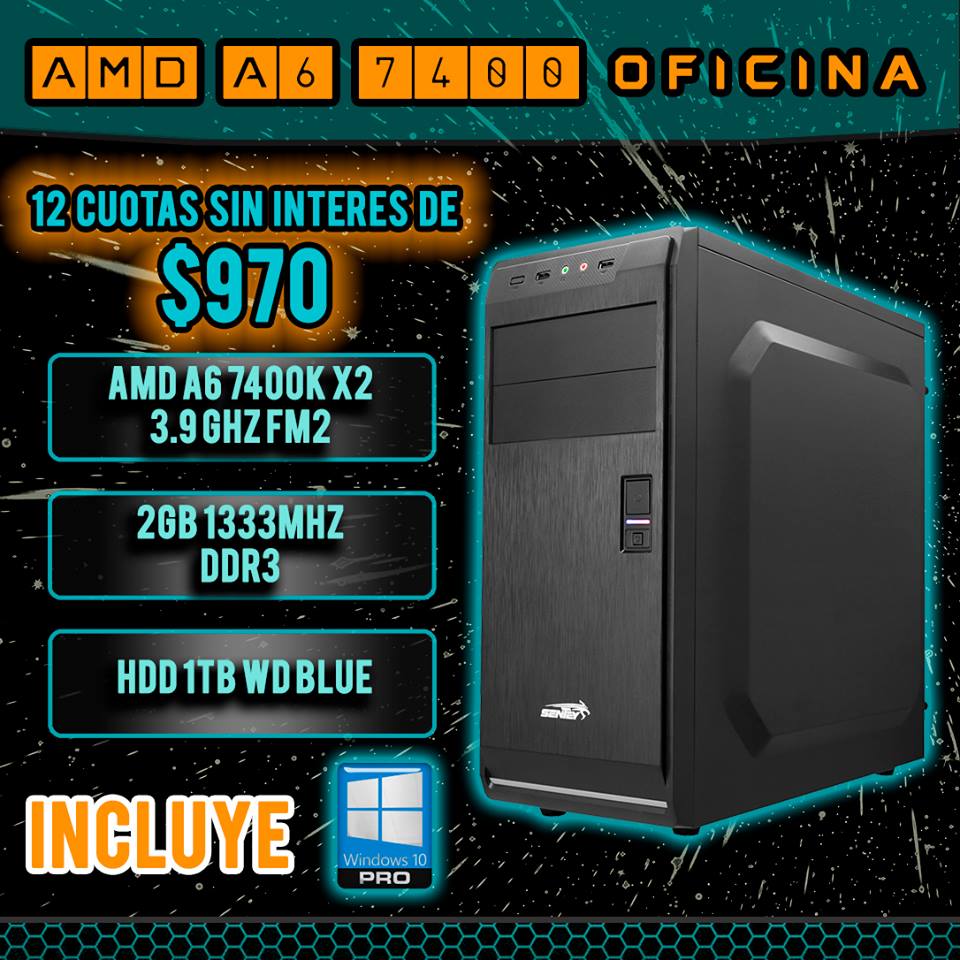 AMD A6 7400 OFICINA
12 CUOTAS SIN INTERES DE
$970
AMD A6 7400K X2
3.9 GHZ FM2
2GB 1333MHZ
DDR3
HDD 1TB WD BLUE
SENTEY
INCLUYE
Windows 10
PRO